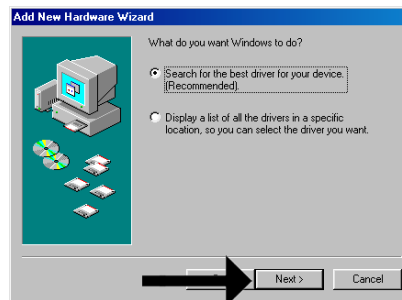 Add New Hardware Wizard
What do you want Windows to do?
Search for the best driver for your device.
(Recommended).
Display a list of all the drivers in a specific
location, so you can select the driver you want.
Next >
Cancel